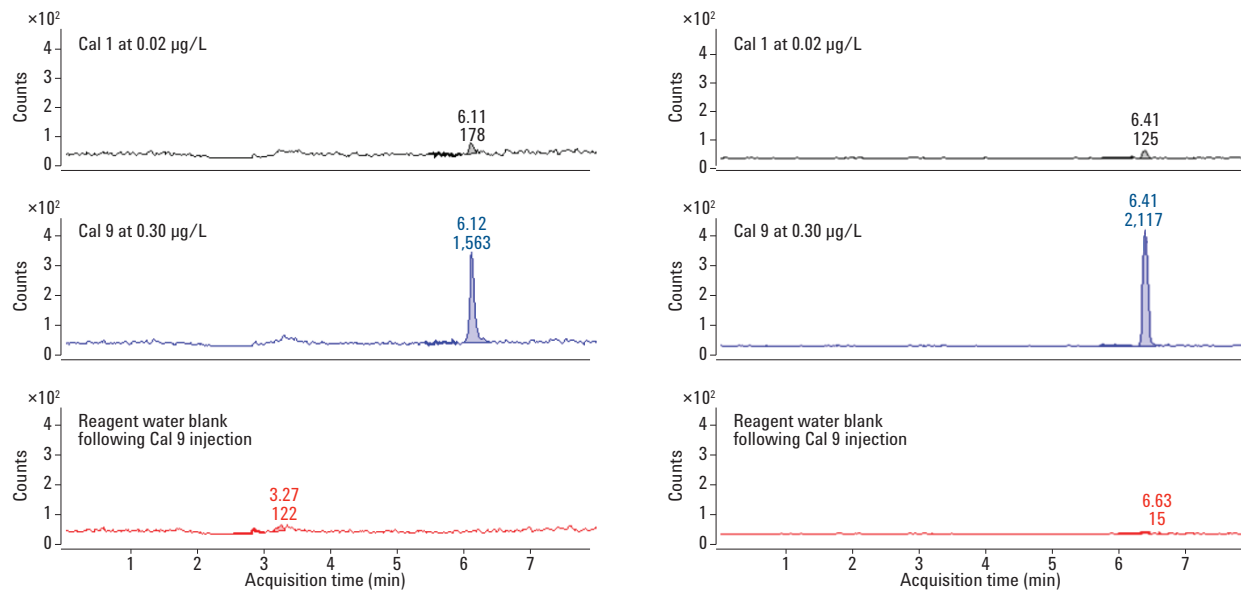 ×10²
4
3
2
1
0
Counts
Cal 1 at 0.02 µg/L
6.11
178
×10²
4
3
2
1
0
Counts
Cal 9 at 0.30 µg/L
6.12
1,563
×10²
4
3
2
1
0
Counts
Reagent water blank
following Cal 9 injection
3.27
122
1 2 3 4 5 6 7
Acquisition time (min)
×10²
4
3
2
1
0
Counts
Cal 1 at 0.02 µg/L
6.41
125
×10²
4
3
2
1
0
Counts
Cal 9 at 0.30 µg/L
6.41
2,117
×10²
4
3
2
1
0
Counts
Reagent water blank
following Cal 9 injection
6.63
15
1 2 3 4 5 6 7
Acquisition time (min)